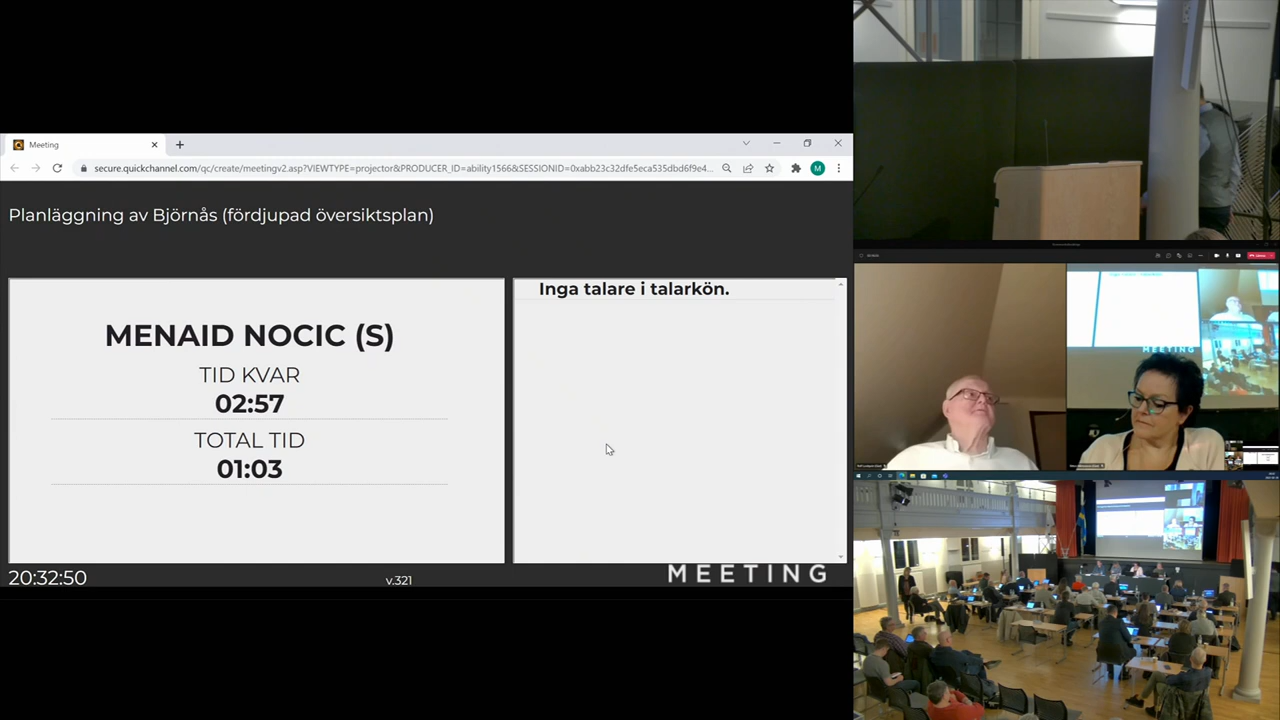 Meeting
secure.quickchannel.com/qc/create/meetingv2.asp?VIEWTYPE=projector&PRODUCER_ID=ability1566&SESSIONID=0xabb23c32dfe5eca535dbd6f9e4...
Planläggning av Björnås (fördjupad översiktsplan)
MENAID NOCIC (S)
TID KVAR
02:57
TOTAL TID
01:03
Inga talare i talarkön.
20:32:50
v.321
MEETING
MEETING